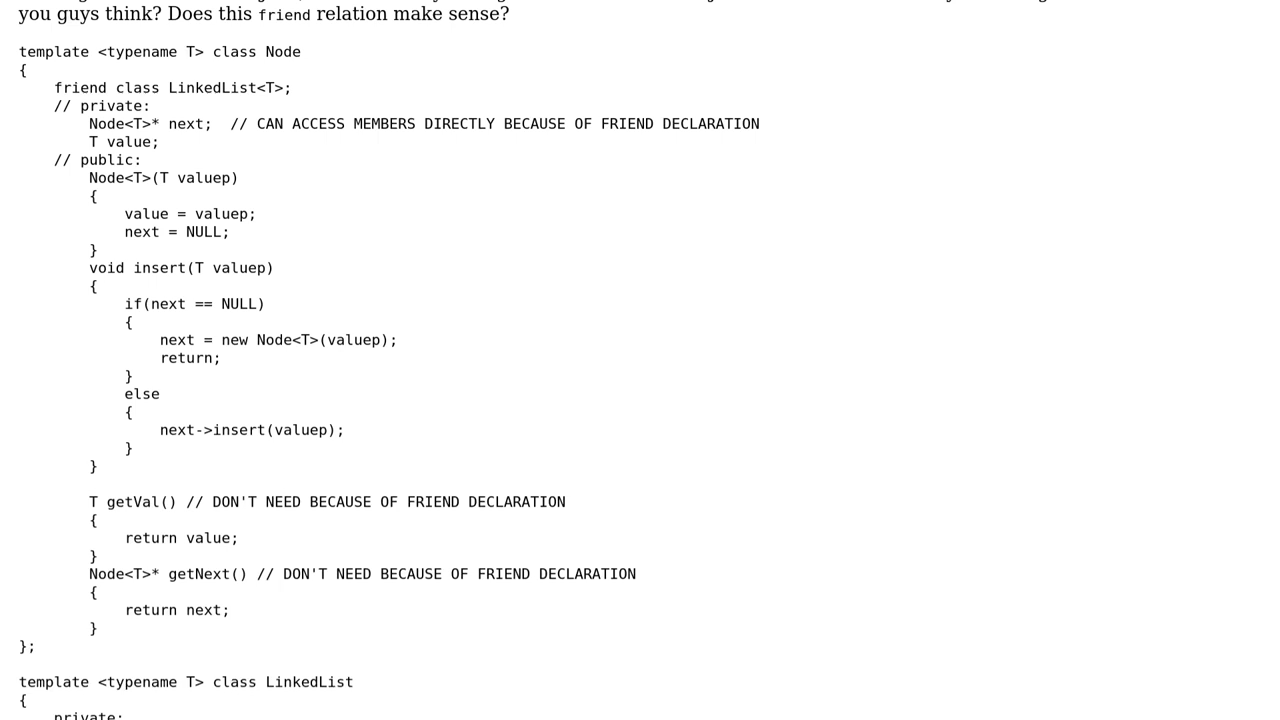 you guys think? Does this friend relation make sense?
template <typename T> class Node
{
    friend class LinkedList<T>;
    // private:
        Node<T>* next;  // CAN ACCESS MEMBERS DIRECTLY BECAUSE OF FRIEND DECLARATION
        T value;
    // public:
        Node<T>(T valuep)
        {
            value = valuep;
            next = NULL;
        }
        void insert(T valuep)
        {
            if(next == NULL)
            {
                next = new Node<T>(valuep);
                return;
            }
            else
            {
                next->insert(valuep);
            }
        }
        T getVal() // DON'T NEED BECAUSE OF FRIEND DECLARATION
        {
            return value;
        }
        Node<T>* getNext() // DON'T NEED BECAUSE OF FRIEND DECLARATION
        {
            return next;
        }
};
template <typename T> class LinkedList
{
    private: